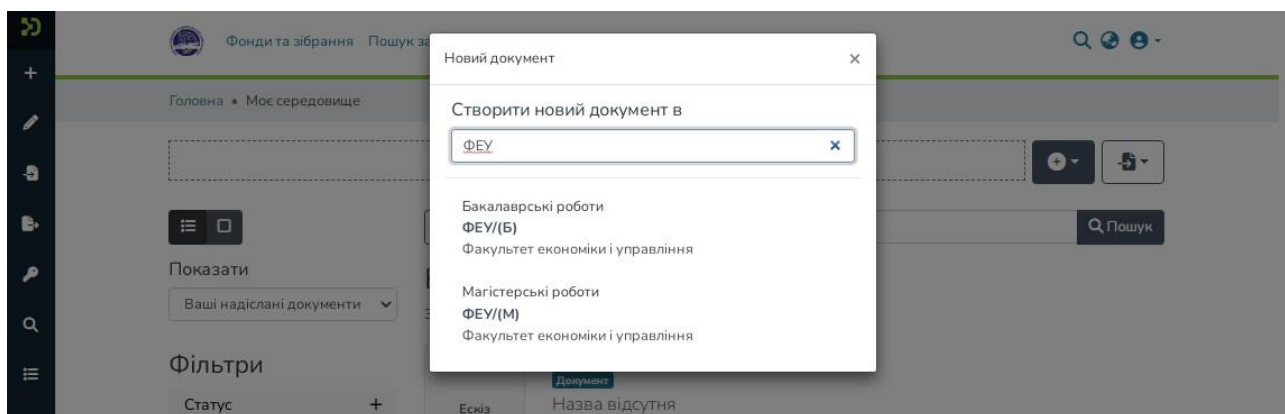 Фонди та зібрання Пошук за
Новий документ
Головна • Моє середовище
Створити новий документ в
ФЕУ
Бакалаврські роботи
ФЕУ/(Б)
Факультет економіки і управління
Пошук
Показати
Ваші надіслані документи
Магістерські роботи
ФЕУ/(М)
Факультет економіки і управління
Фільтри
Статус
Документ
Ескіз
Назва відсутня